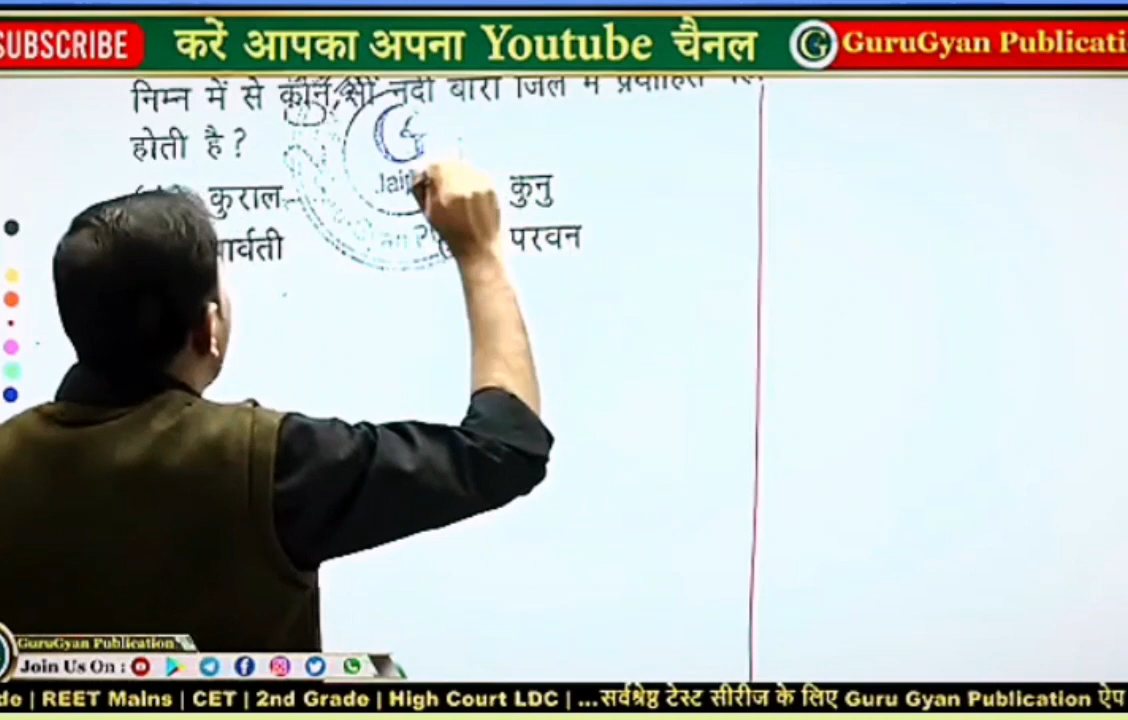 SUBSCRIBE करें आपका अपना Youtube चैनल GuruGyan Publicati
निम्न में से कौन सी नदी बारां जिले में प्रवाहित
होती है?
कुराल कुनु
पार्वती परवन
GuruGyan Publication
Join Us On :
de | REET Mains | CET | 2nd Grade | High Court LDC | ...सर्वश्रेष्ठ टेस्ट सीरीज के लिए Guru Gyan Publication ऐप